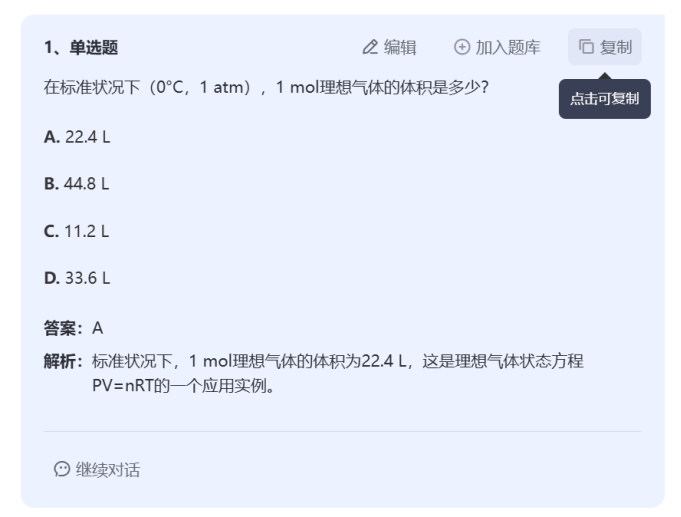 1、单选题 编辑 加入题库 复制
在标准状况下（0°C，1 atm），1 mol理想气体的体积是多少？
点击可复制
A. 22.4 L
B. 44.8 L
C. 11.2 L
D. 33.6 L
答案：A
解析：标准状况下，1 mol理想气体的体积为22.4 L，这是理想气体状态方程
PV=nRT的一个应用实例。
继续对话